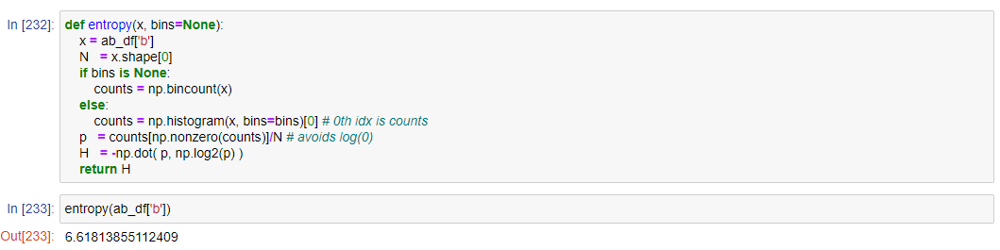 In [232]: def entropy(x, bins=None):
    x = ab_df['b']
    N   = x.shape[0]
    if bins is None:
        counts = np.bincount(x)
    else:
        counts = np.histogram(x, bins=bins)[0] # 0th idx is counts
    p   = counts[np.nonzero(counts)]/N # avoids log(0)
    H   = -np.dot( p, np.log2(p) )
    return H
In [233]: entropy(ab_df['b'])
Out[233]: 6.61813855112409